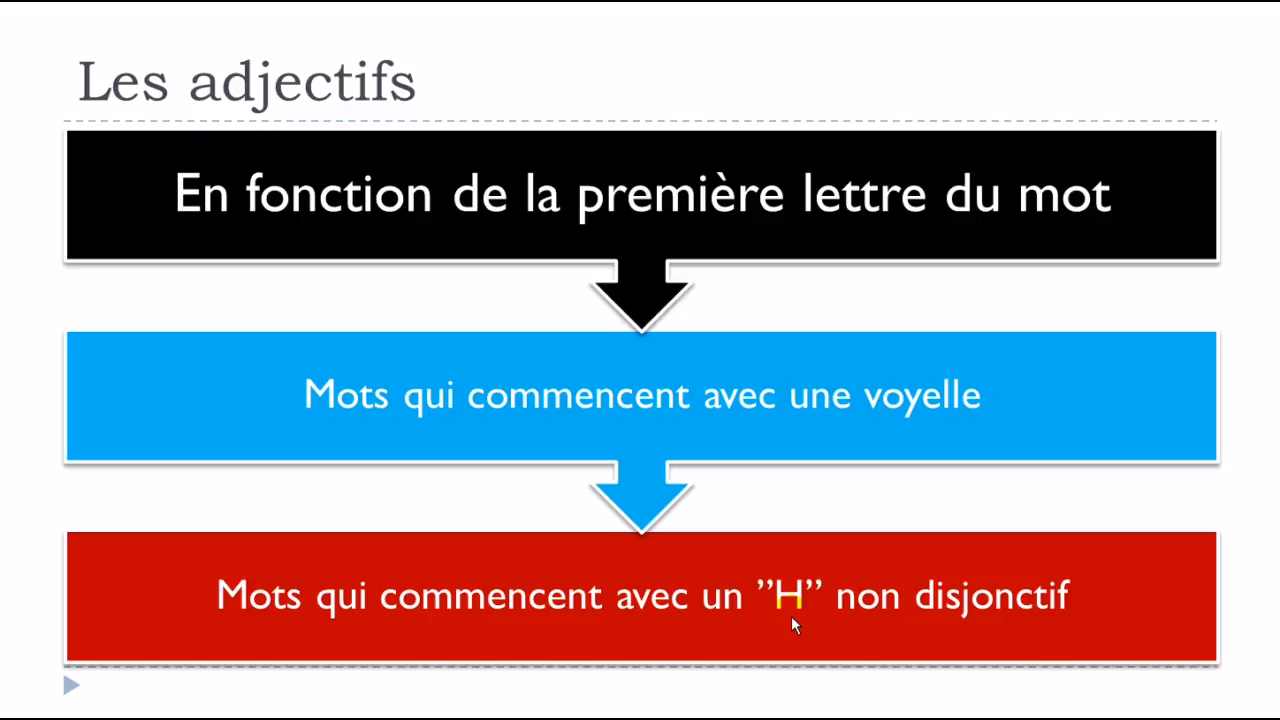 Les adjectifs
En fonction de la première lettre du mot
Mots qui commencent avec une voyelle
Mots qui commencent avec un ”H” non disjonctif